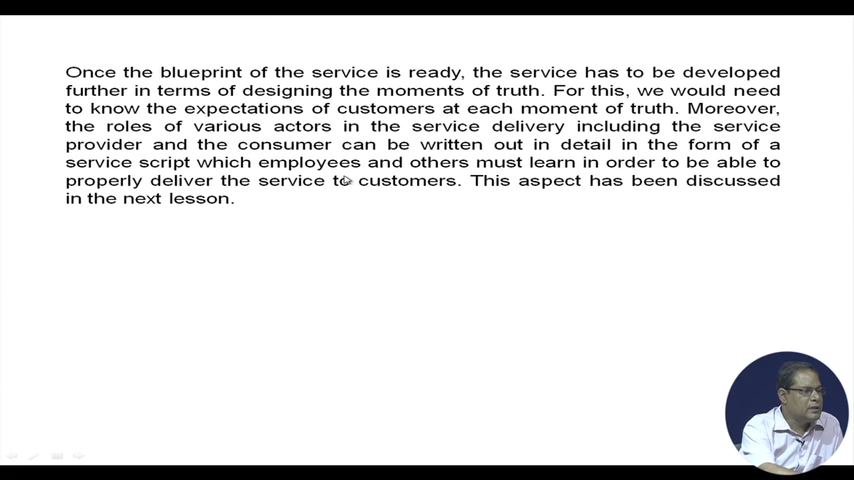 Once the blueprint of the service is ready, the service has to be developed
further in terms of designing the moments of truth. For this, we would need
to know the expectations of customers at each moment of truth. Moreover,
the roles of various actors in the service delivery including the service
provider and the consumer can be written out in detail in the form of a
service script which employees and others must learn in order to be able to
properly deliver the service to customers. This aspect has been discussed
in the next lesson.